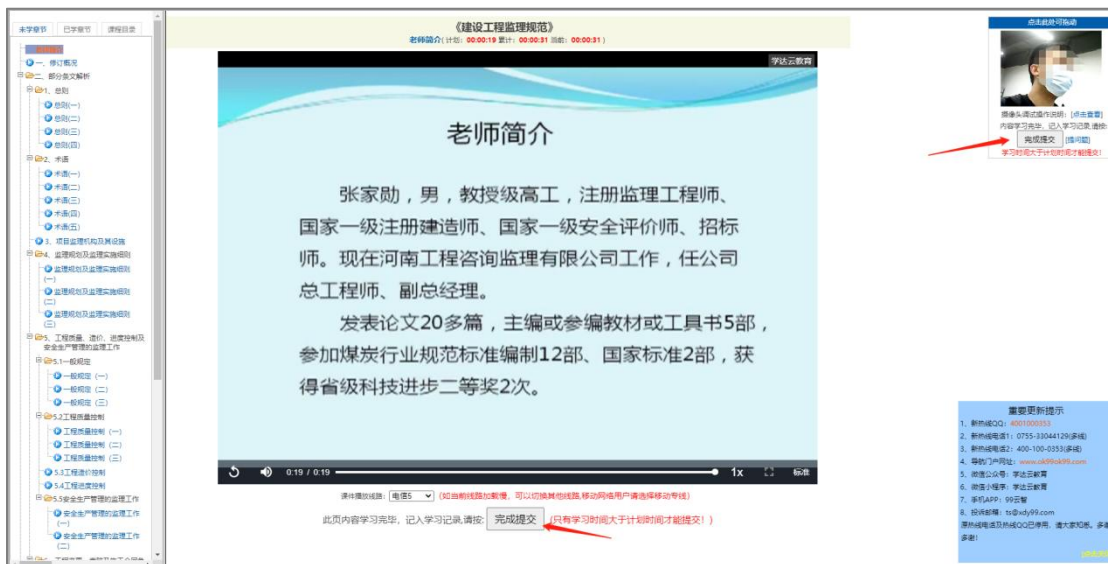 未学章节 已学章节 课程目录
一、修订概况
二、部分条文解析
1、总则
总则(一)
总则(二)
总则(三)
总则(四)
2、术语
术语(一)
术语(二)
术语(三)
术语(四)
术语(五)
3、项目监理机构及其设施
4、监理规划及监理实施细则
监理规划及监理实施细则
(一)
监理规划及监理实施细则
(二)
监理规划及监理实施细则
(三)
5、工程质量、造价、进度控制及
安全生产管理的监理工作
5.1一般规定
一般规定（一）
一般规定（二）
一般规定（三）
5.2工程质量控制
工程质量控制（一）
工程质量控制（二）
工程质量控制（三）
5.3工程造价控制
5.4工程进度控制
5.5安全生产管理的监理工作
安全生产管理的监理工作
(一)
安全生产管理的监理工作
(二)
《建设工程监理规范》
老师简介( 计划：00:00:19 累计：00:00:31 当前：00:00:31 )
学达云教育
老师简介
张家勋，男，教授级高工，注册监理工程师、
国家一级注册建造师、国家一级安全评价师、招标
师。现在河南工程咨询监理有限公司工作，任公司
总工程师、副总经理。
发表论文20多篇，主编或参编教材或工具书5部，
参加煤炭行业规范标准编制12部、国家标准2部，获
得省级科技进步二等奖2次。
0:19 / 0:19 1x 标准
课件播放线路: 电信5 (如当前线路加载慢，可以切换其他线路,移动网络用户请选择移动专线)
此页内容学习完毕，记入学习记录,请按: 完成提交 (只有学习时间大于计划时间才能提交！)
点击此处可拖动
摄像头调试操作说明：[点击查看]
内容学习完毕，记入学习记录,请按:
完成提交 [提问题]
学习时间大于计划时间才能提交！
重要更新提示
1、新热线QQ：4001000353
2、新热线电话1：0755-33044129(多线)
3、新热线电话2：400-100-0353(多线)
4、导航门户网址：www.ok99ok99.com
5、微信公众号：学达云教育
6、微信小程序：学达云教育
7、手机APP：99云智
8、投诉邮箱：ts@xdy99.com
原热线电话及热线QQ已停用，请大家知悉。多谢
多谢!